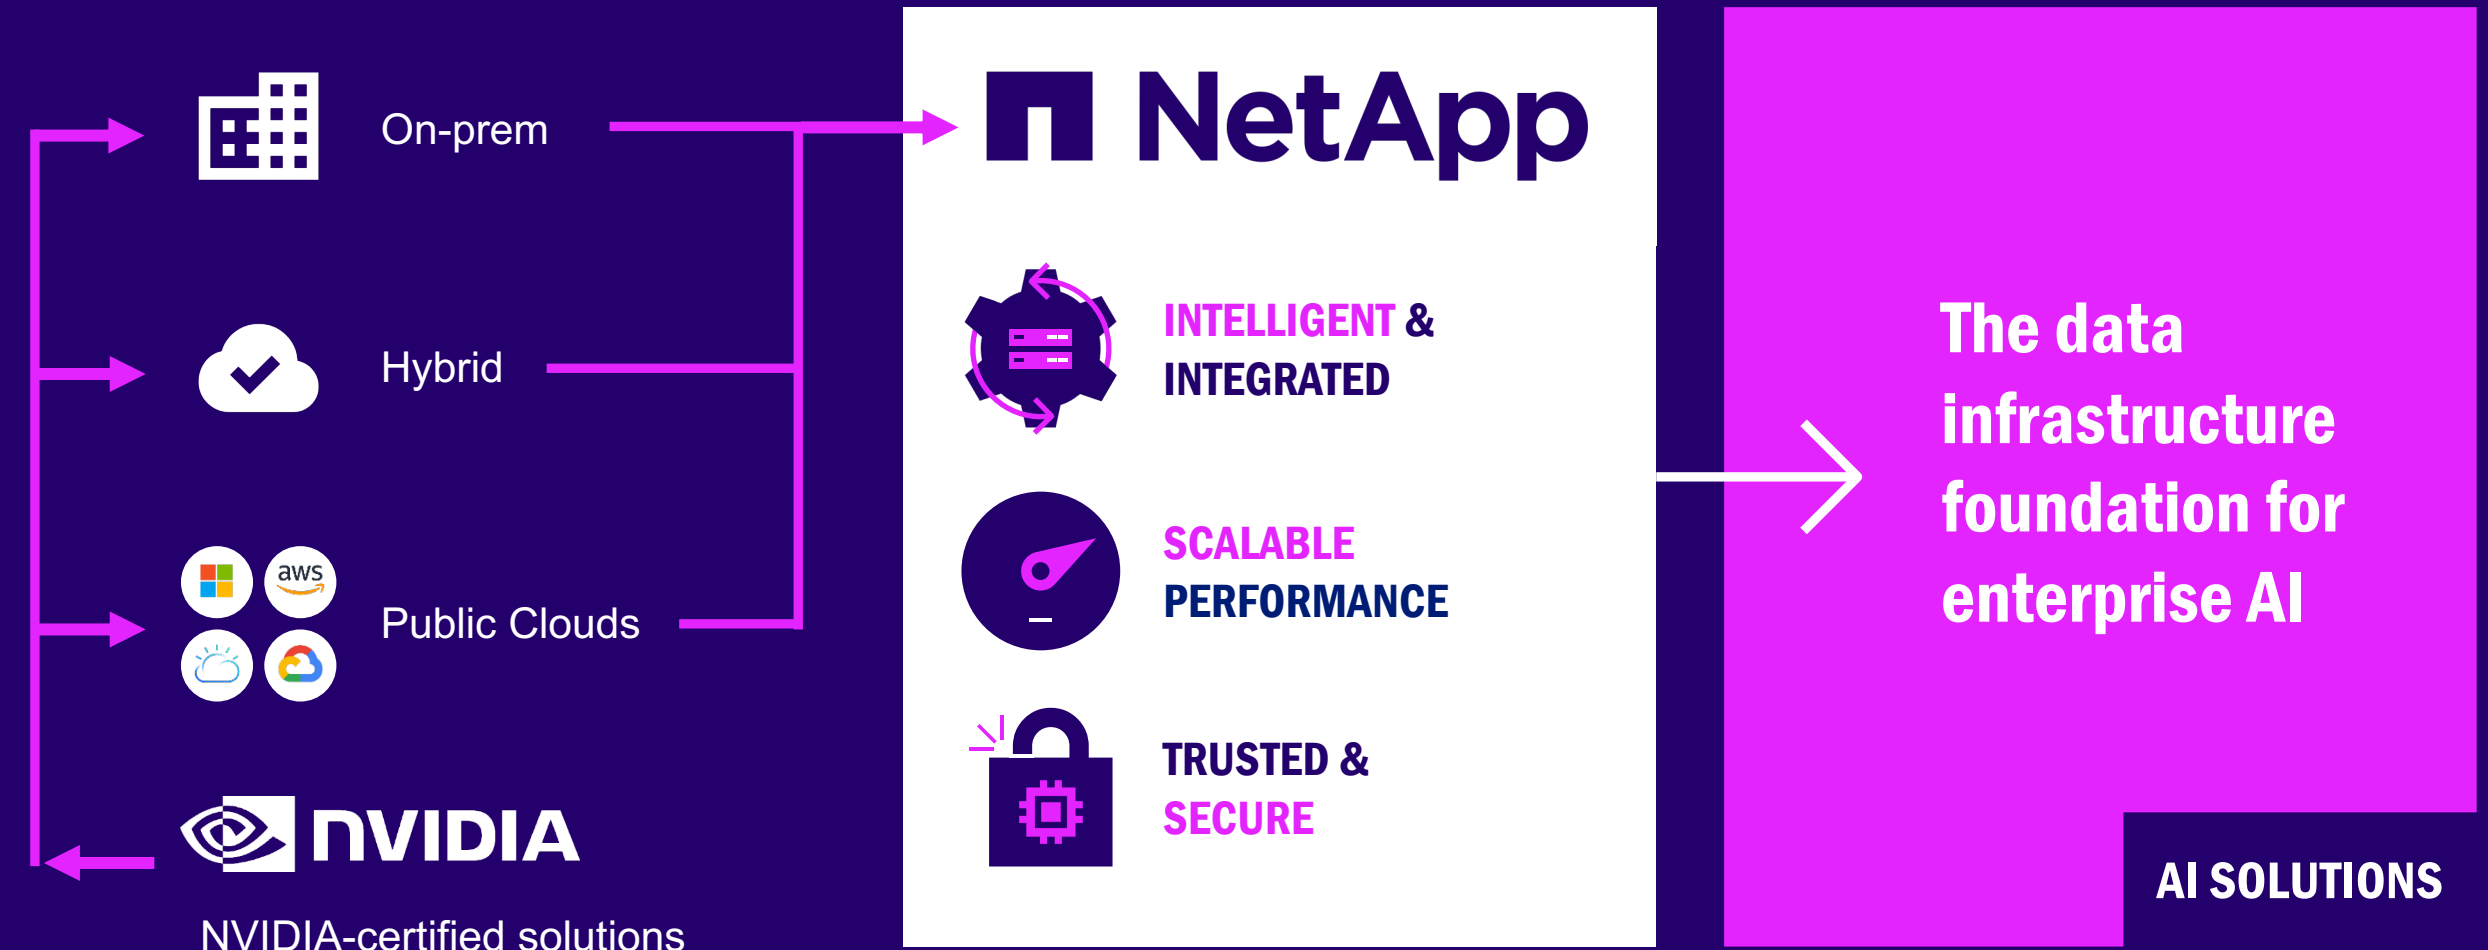 On-prem
Hybrid
aws
Public Clouds
NVIDIA
NVIDIA-certified solutions
NetApp
INTELLIGENT &
INTEGRATED
SCALABLE
PERFORMANCE
TRUSTED &
SECURE
The data
infrastructure
foundation for
enterprise AI
AI SOLUTIONS